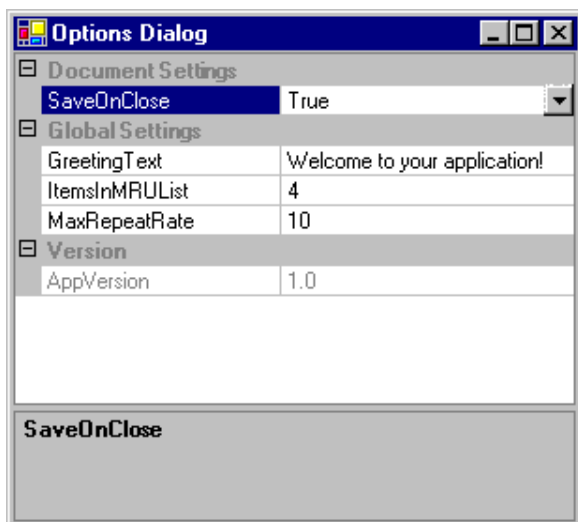 Options Dialog
Document Settings
SaveOnClose True
Global Settings
GreetingText Welcome to your application!
ItemsInMRUList 4
MaxRepeatRate 10
Version
AppVersion 1.0
SaveOnClose